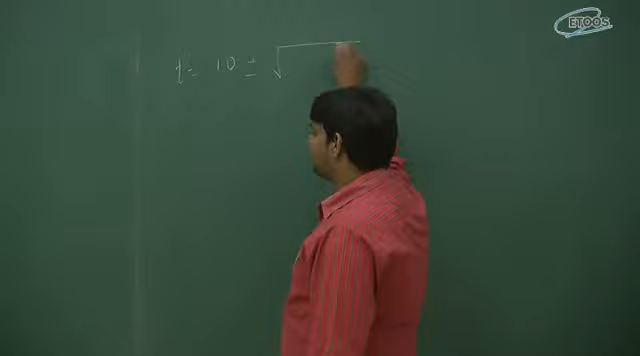 ETOOS
t = 10 ± √